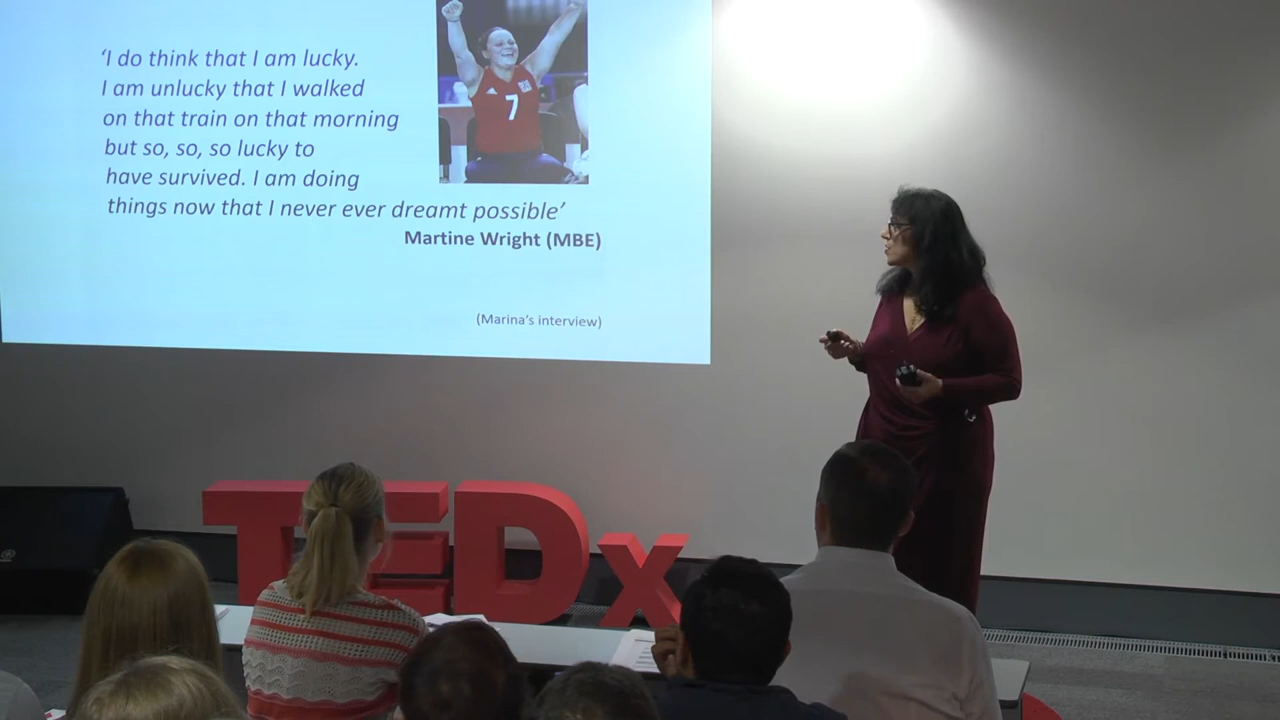 ‘I do think that I am lucky.
I am unlucky that I walked
on that train on that morning
but so, so, so lucky to
have survived. I am doing
things now that I never ever dreamt possible’
Martine Wright (MBE)
(Marina’s interview)
7
TEDx